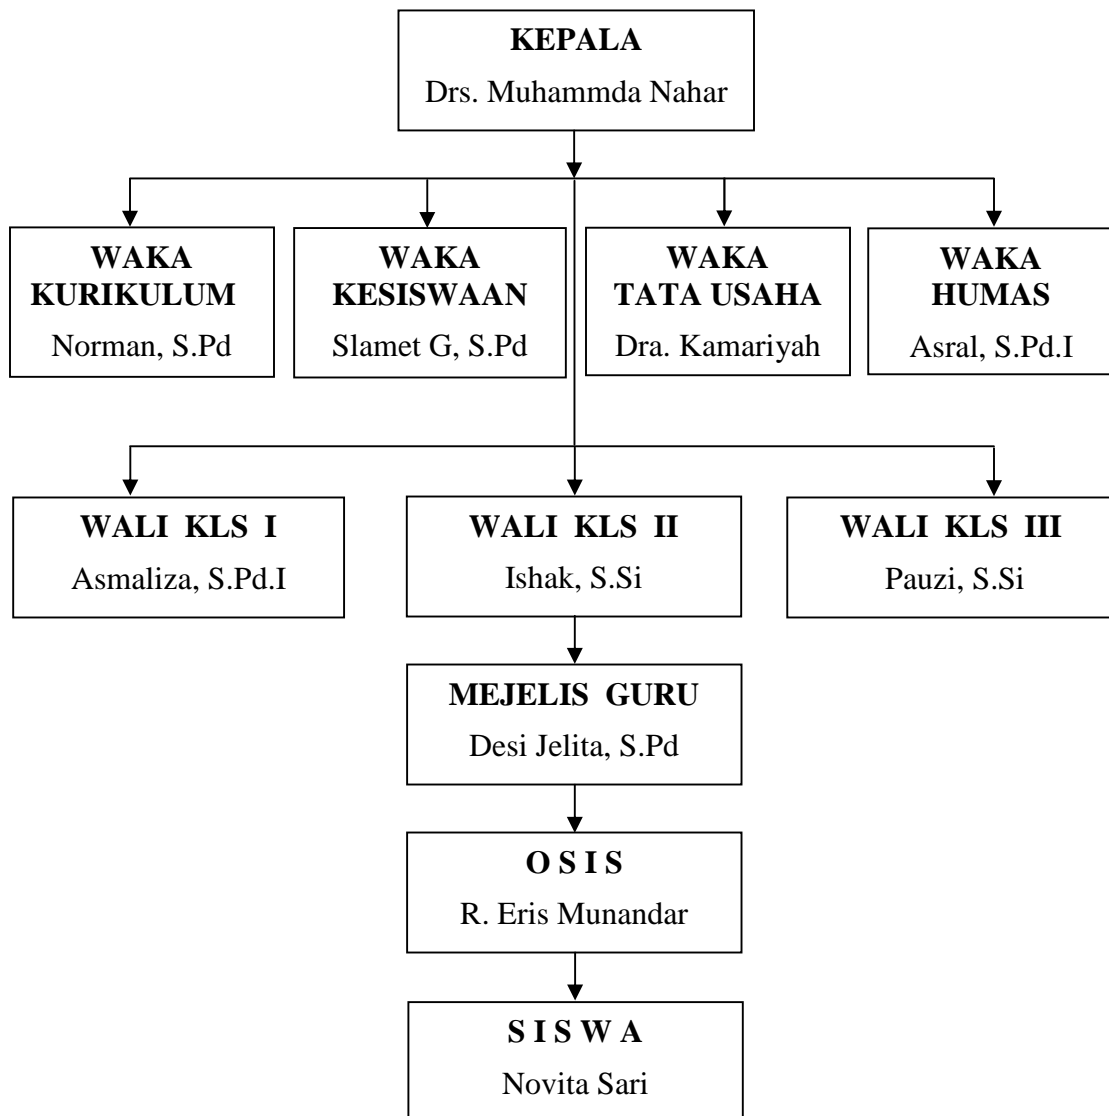 KEPALA
Drs. Muhammda Nahar
WAKA
KURIKULUM
Norman, S.Pd
WAKA
KESISWAAN
Slamet G, S.Pd
WAKA
TATA USAHA
Dra. Kamariyah
WAKA
HUMAS
Asral, S.Pd.I
WALI KLS I
Asmaliza, S.Pd.I
WALI KLS II
Ishak, S.Si
WALI KLS III
Pauzi, S.Si
MEJELIS GURU
Desi Jelita, S.Pd
O S I S
R. Eris Munandar
S I S W A
Novita Sari